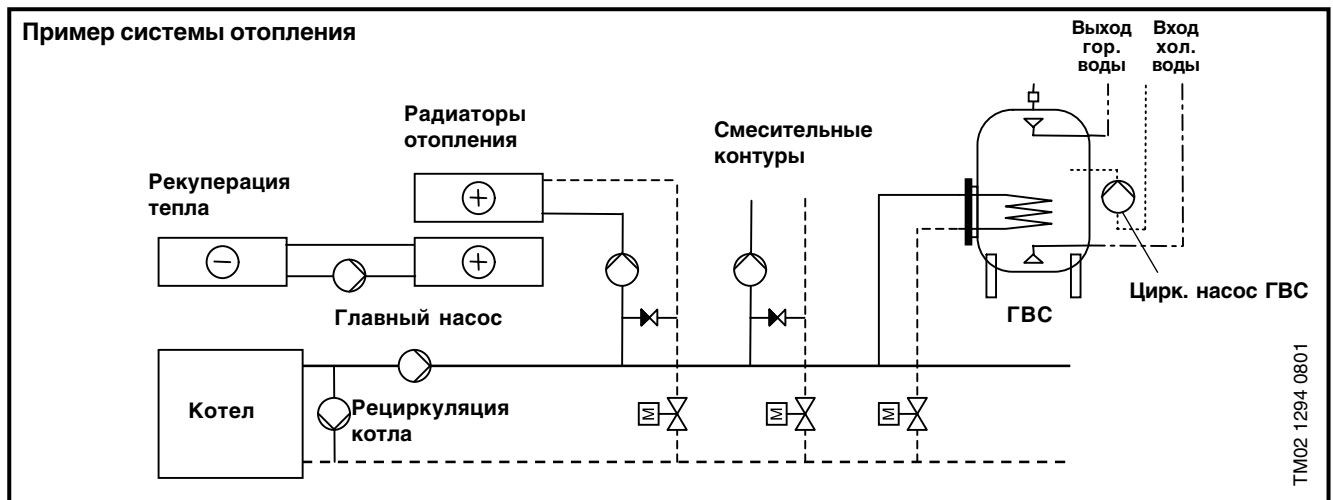 Пример системы отопления
Выход
гор.
воды
Вход
хол.
воды
Радиаторы
отопления
Смесительные
контуры
Рекуперация
тепла
Цирк. насос ГВС
ГВС
Главный насос
Котел
Рециркуляция
котла
M
M
M
TM02 1294 0801